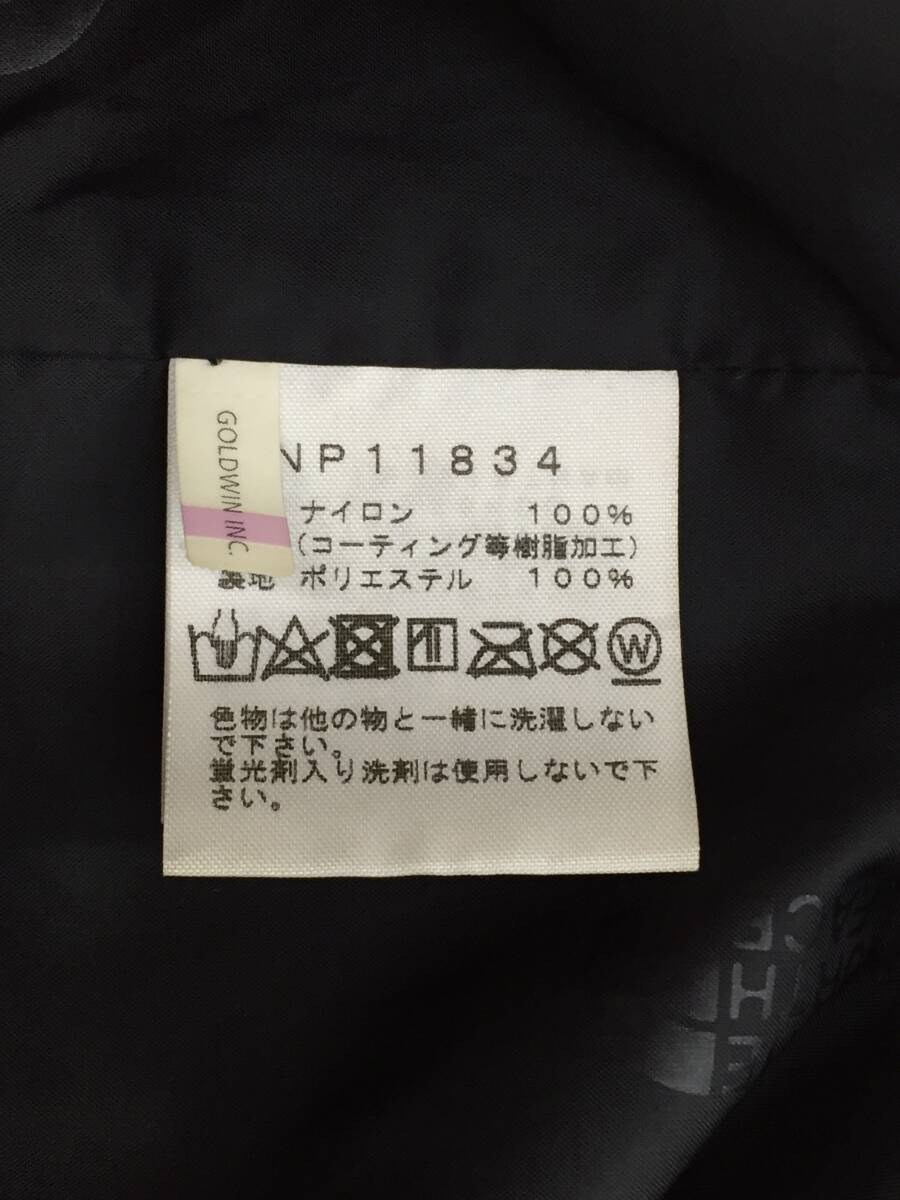 GOLDWIN INC.
NP11834
ナイロン 100%
(コーティング等樹脂加工)
裏地 ポリエステル 100%
W
色物は他の物と一緒に洗濯しない
で下さい。
蛍光剤入り洗剤は使用しないで下
さい。